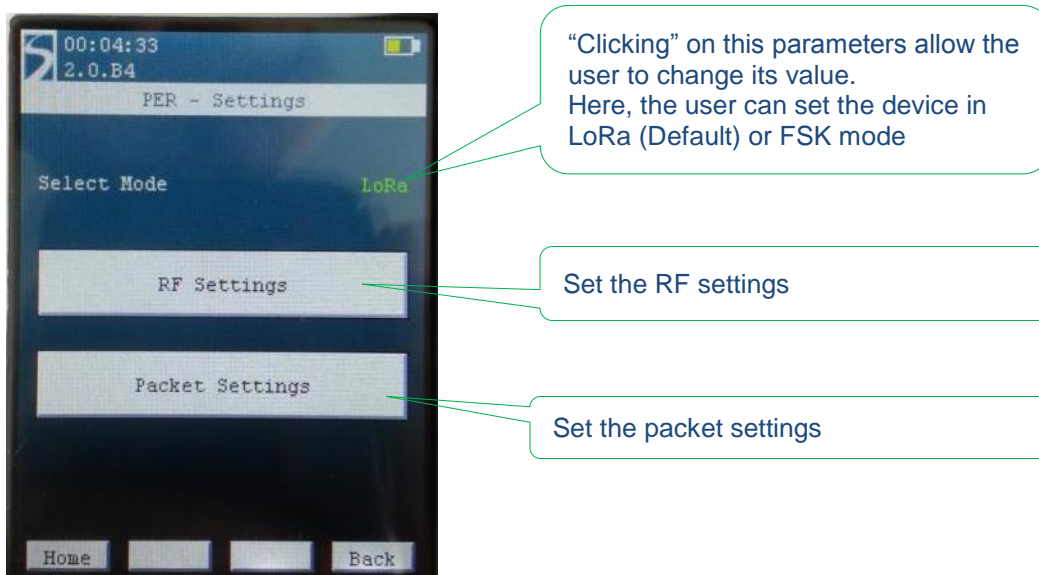 00:04:33
2.0.B4
PER - Settings
Select Mode LoRa
RF Settings
Packet Settings
Home Back
“Clicking” on this parameters allow the
user to change its value.
Here, the user can set the device in
LoRa (Default) or FSK mode
Set the RF settings
Set the packet settings